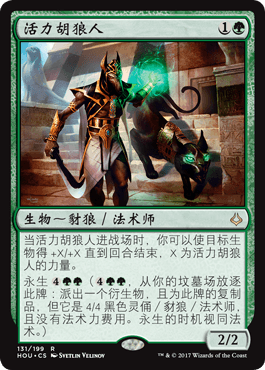 活力胡狼人 1
生物～豺狼 / 法术师
当活力胡狼人进战场时，你可以使目标生
物得 +X/+X 直到回合结束，X 为活力胡狼人
的力量。
永生 4（4，从你的坟墓场放逐
此牌：派出一个衍生物，且为此牌的复制
品，但它是 4/4 黑色灵俑 / 豺狼 / 法术师，
且没有法术力费用。永生的时机视同法
术。）
2/2
131/199 R
HOU • CS SVETLIN VELINOV
™ & © 2017 Wizards of the Coast